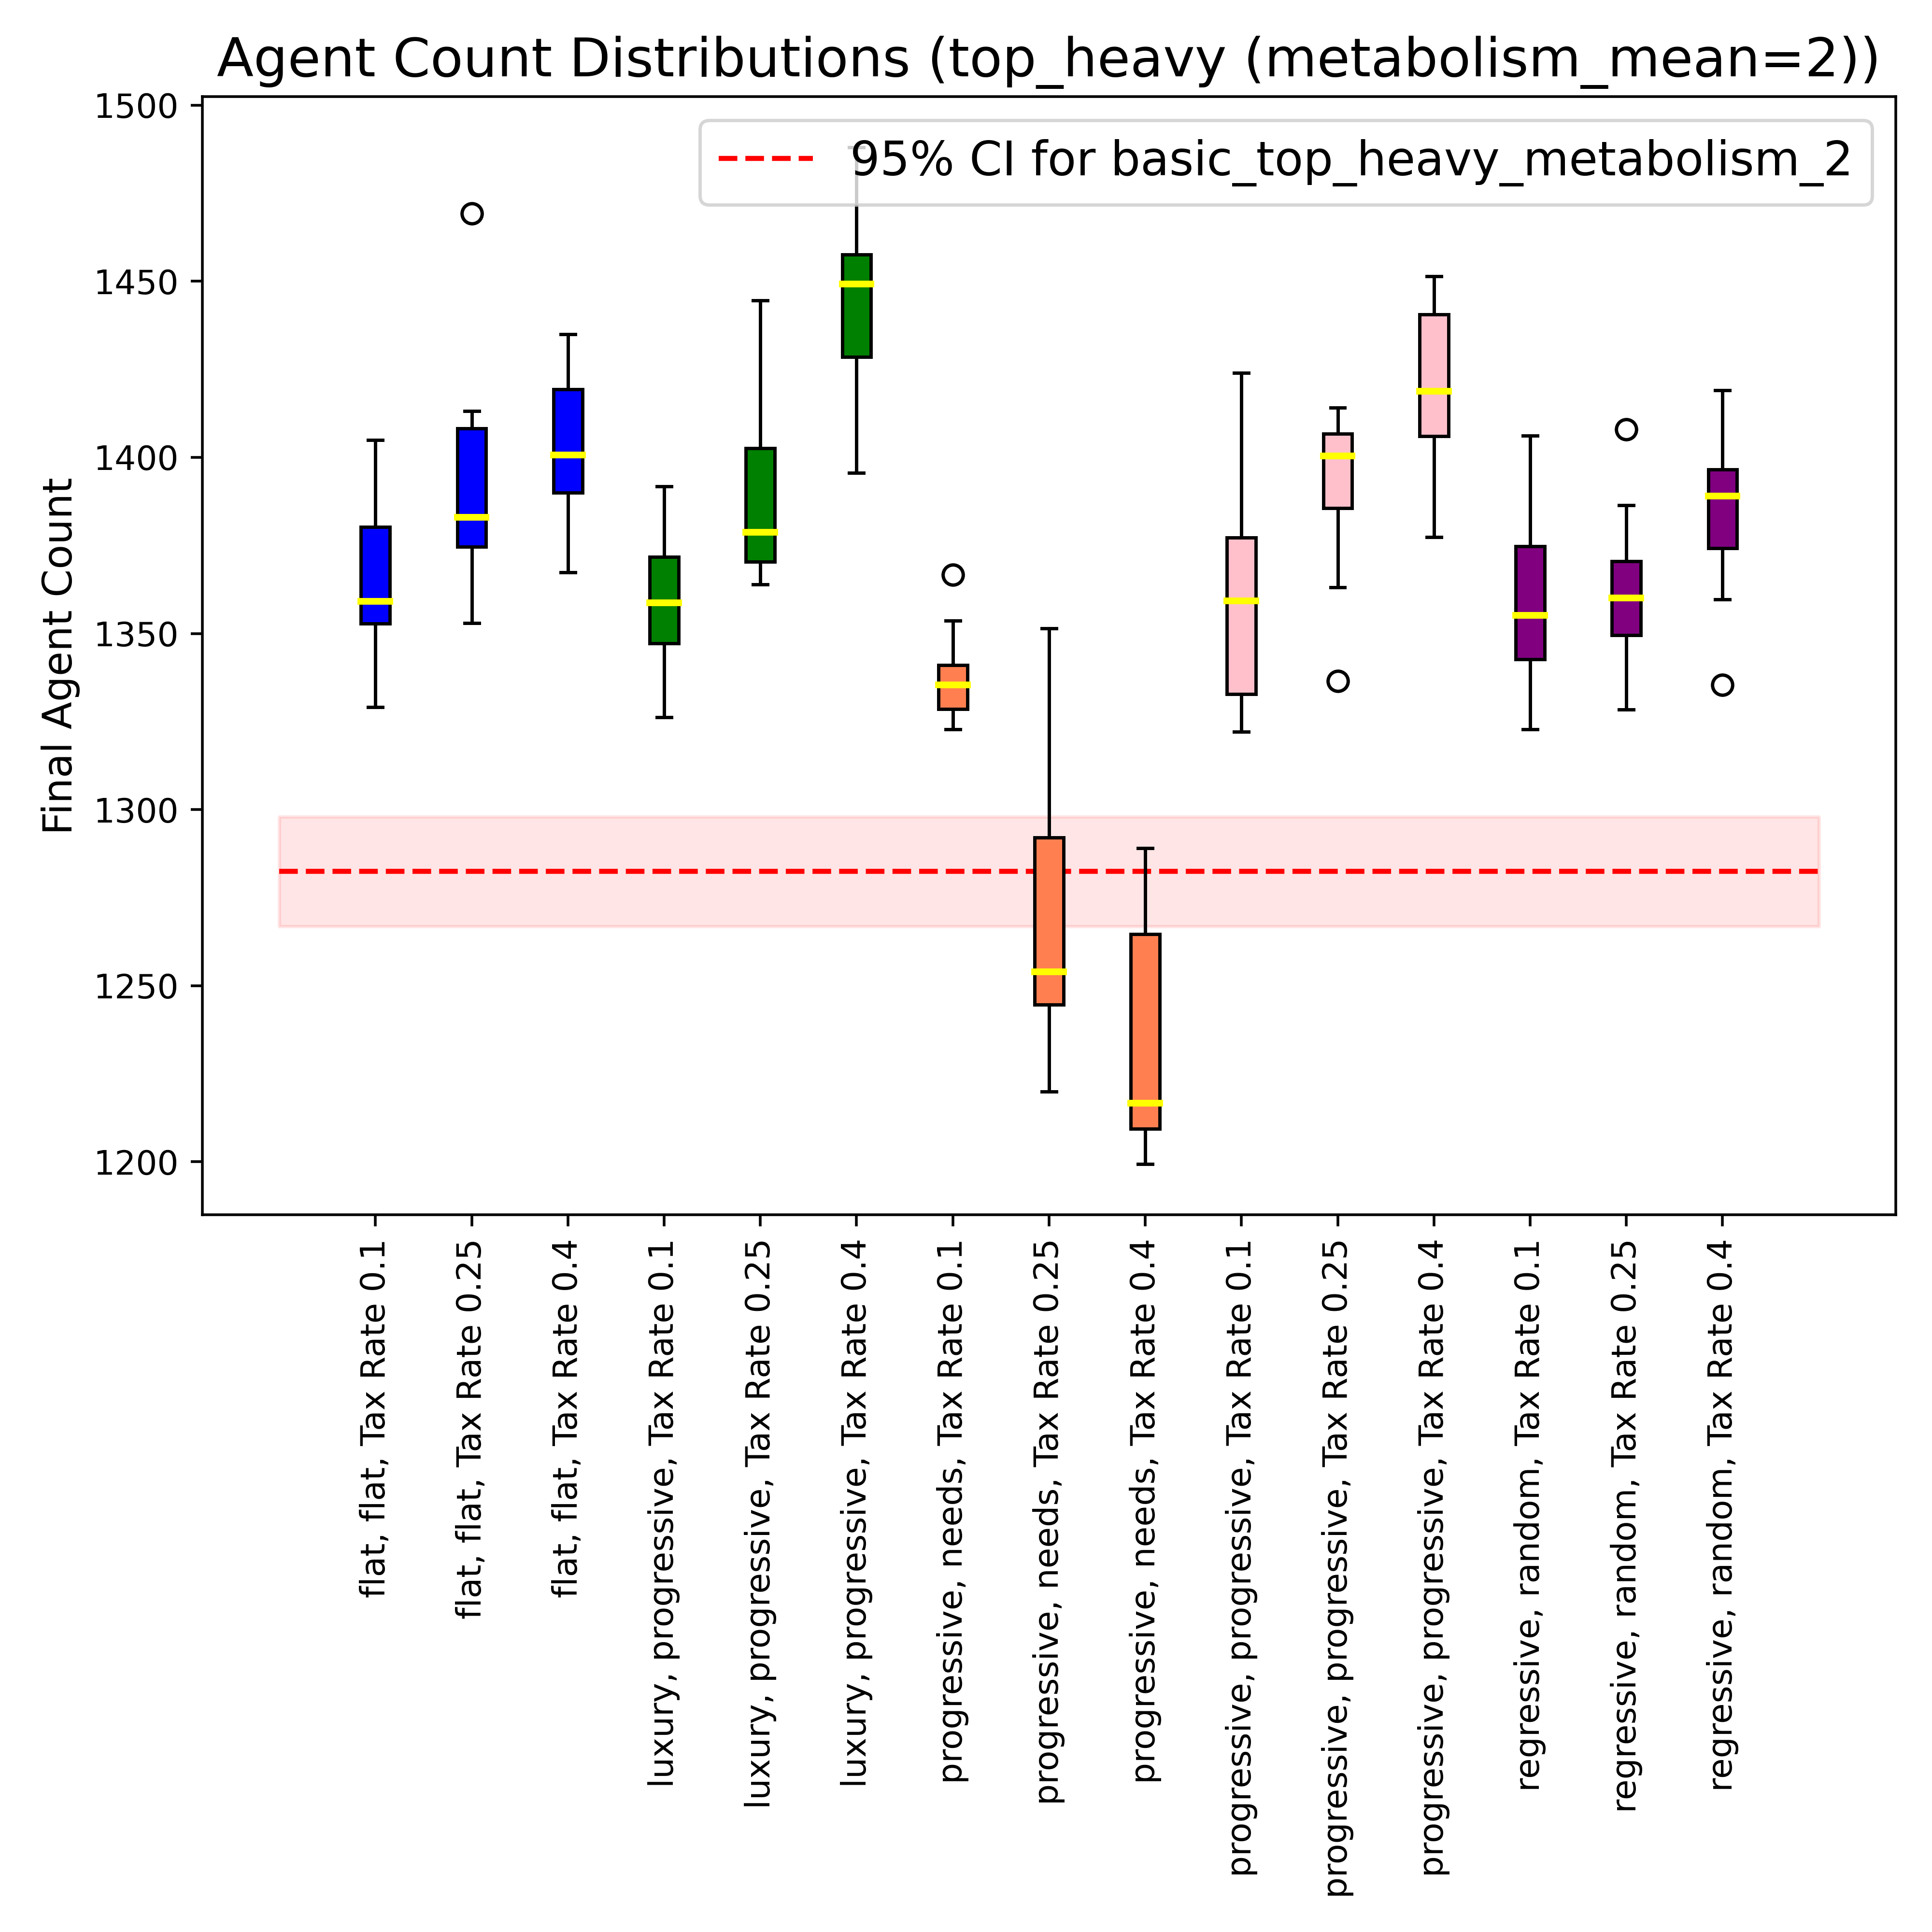 Agent Count Distributions (top_heavy (metabolism_mean=2))
95% CI for basic_top_heavy_metabolism_2
Final Agent Count
1500
1450
1400
1350
1300
1250
1200
flat, flat, Tax Rate 0.1
flat, flat, Tax Rate 0.25
flat, flat, Tax Rate 0.4
luxury, progressive, Tax Rate 0.1
luxury, progressive, Tax Rate 0.25
luxury, progressive, Tax Rate 0.4
progressive, needs, Tax Rate 0.1
progressive, needs, Tax Rate 0.25
progressive, needs, Tax Rate 0.4
progressive, progressive, Tax Rate 0.1
progressive, progressive, Tax Rate 0.25
progressive, progressive, Tax Rate 0.4
regressive, random, Tax Rate 0.1
regressive, random, Tax Rate 0.25
regressive, random, Tax Rate 0.4